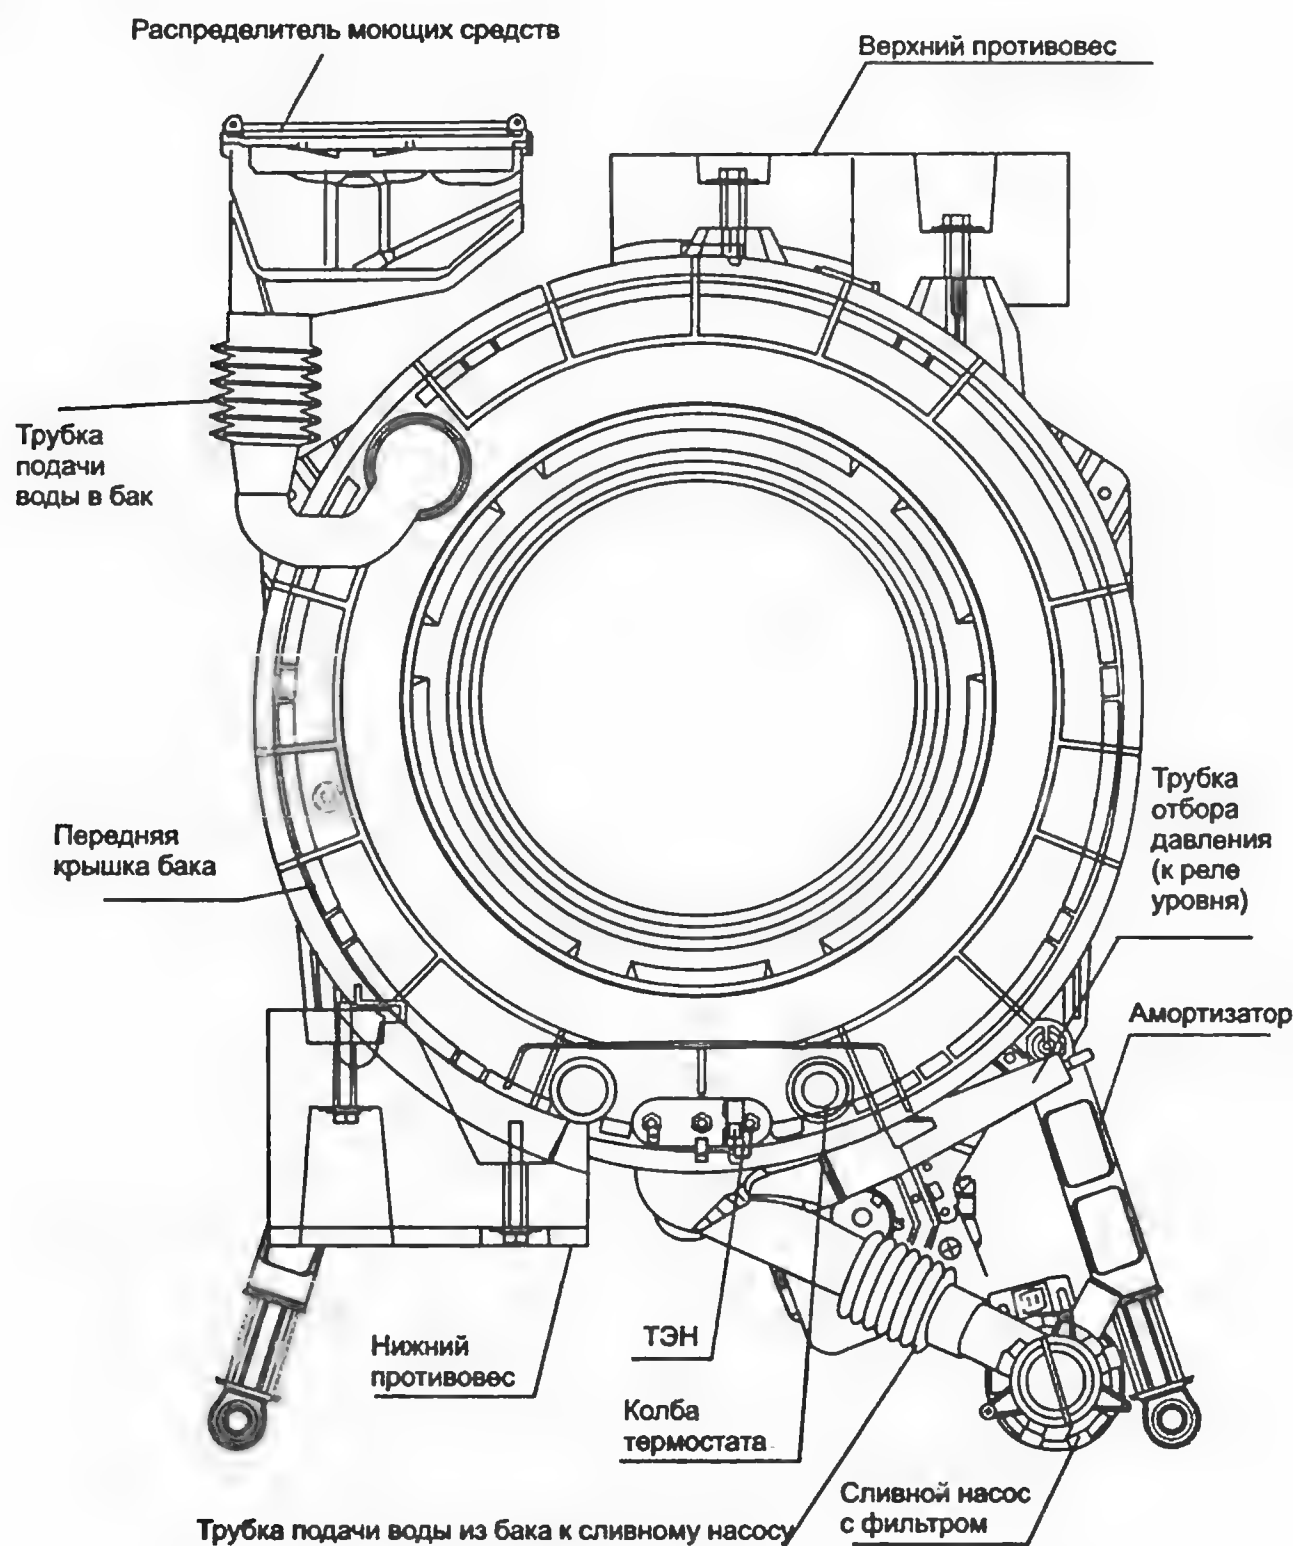 Распределитель моющих средств
Верхний противовес
Трубка
подачи
воды в бак
Трубка
отбора
давления
(к реле
уровня)
Передняя
крышка бака
Амортизатор
Нижний
противовес
ТЭН
Колба
термостата
Сливной насос
с фильтром
Трубка подачи воды из бака к сливному насосу